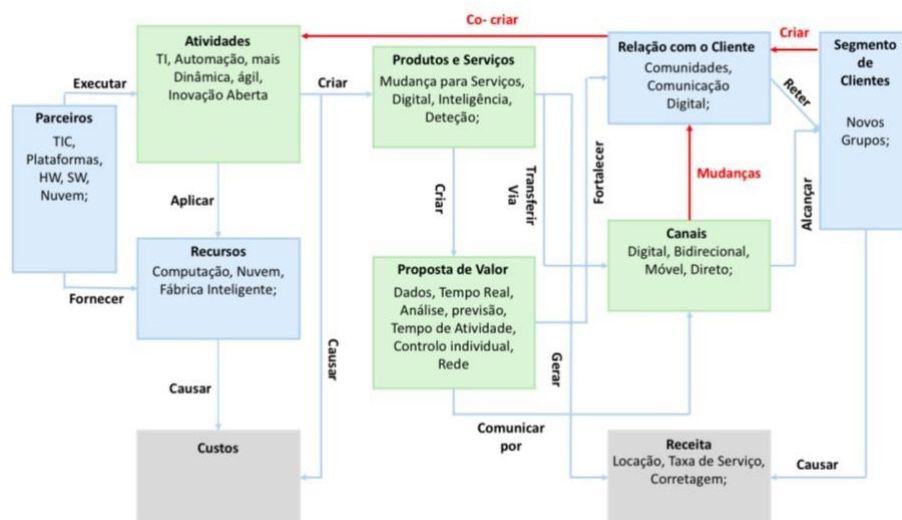 Co- criar
Criar
Atividades
TI, Automação, mais
Dinâmica, ágil,
Inovação Aberta
Executar
Criar
Produtos e Serviços
Mudança para Serviços,
Digital, Inteligência,
Deteção;
Relação com o Cliente
Comunidades,
Comunicação
Digital;
Reter
Segmento
de
Clientes
Novos
Grupos;
Parceiros
TIC,
Plataformas,
HW, SW,
Nuvem;
Aplicar
Criar
Transferir
Via
Fortalecer
Mudanças
Alcançar
Recursos
Computação, Nuvem,
Fábrica Inteligente;
Fornecer
Proposta de Valor
Dados, Tempo Real,
Análise, previsão,
Tempo de Atividade,
Controlo individual,
Rede
Canais
Digital, Bidirecional,
Móvel, Direto;
Causar
Causar
Gerar
Comunicar
por
Custos
Receita
Locação, Taxa de Serviço,
Corretagem;
Causar